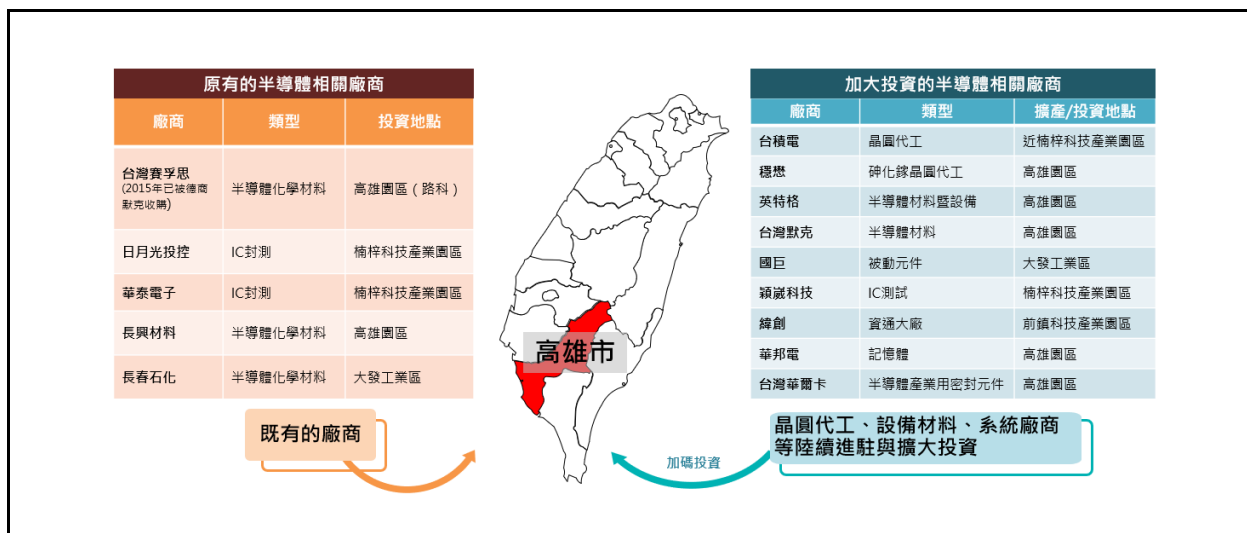 原有的半導體相關廠商
廠商 類型 投資地點
台灣賽孚思
(2015年已被德商
默克收購)
半導體化學材料 高雄園區（路科）
日月光投控 IC封測 楠梓科技產業園區
華泰電子 IC封測 楠梓科技產業園區
長興材料 半導體化學材料 高雄園區
長春石化 半導體化學材料 大發工業區
既有的廠商
高雄市
加大投資的半導體相關廠商
廠商 類型 擴產/投資地點
台積電 晶圓代工 近楠梓科技產業園區
穩懋 砷化鎵晶圓代工 高雄園區
英特格 半導體材料暨設備 高雄園區
台灣默克 半導體材料 高雄園區
國巨 被動元件 大發工業區
穎崴科技 IC測試 楠梓科技產業園區
緯創 資通大廠 前鎮科技產業園區
華邦電 記憶體 高雄園區
台灣華爾卡 半導體產業用密封元件 高雄園區
加碼投資
晶圓代工、設備材料、系統廠商
等陸續進駐與擴大投資